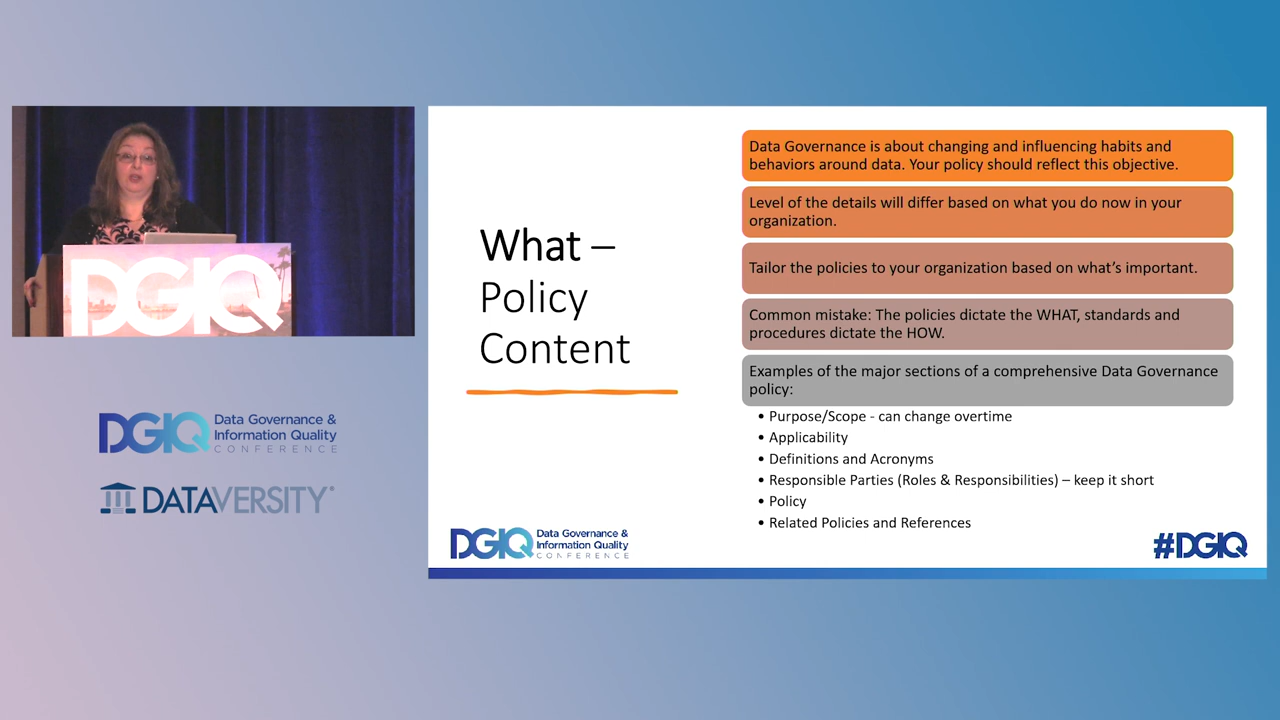 DGIQ
DGIQ Data Governance &
Information Quality
CONFERENCE
DATAVERSITY
What –
Policy
Content
Data Governance is about changing and influencing habits and
behaviors around data. Your policy should reflect this objective.
Level of the details will differ based on what you do now in your
organization.
Tailor the policies to your organization based on what's important.
Common mistake: The policies dictate the WHAT, standards and
procedures dictate the HOW.
Examples of the major sections of a comprehensive Data Governance
policy:
• Purpose/Scope - can change overtime
• Applicability
• Definitions and Acronyms
• Responsible Parties (Roles & Responsibilities) – keep it short
• Policy
• Related Policies and References
DGIQ Data Governance &
Information Quality
CONFERENCE
#DGIQ